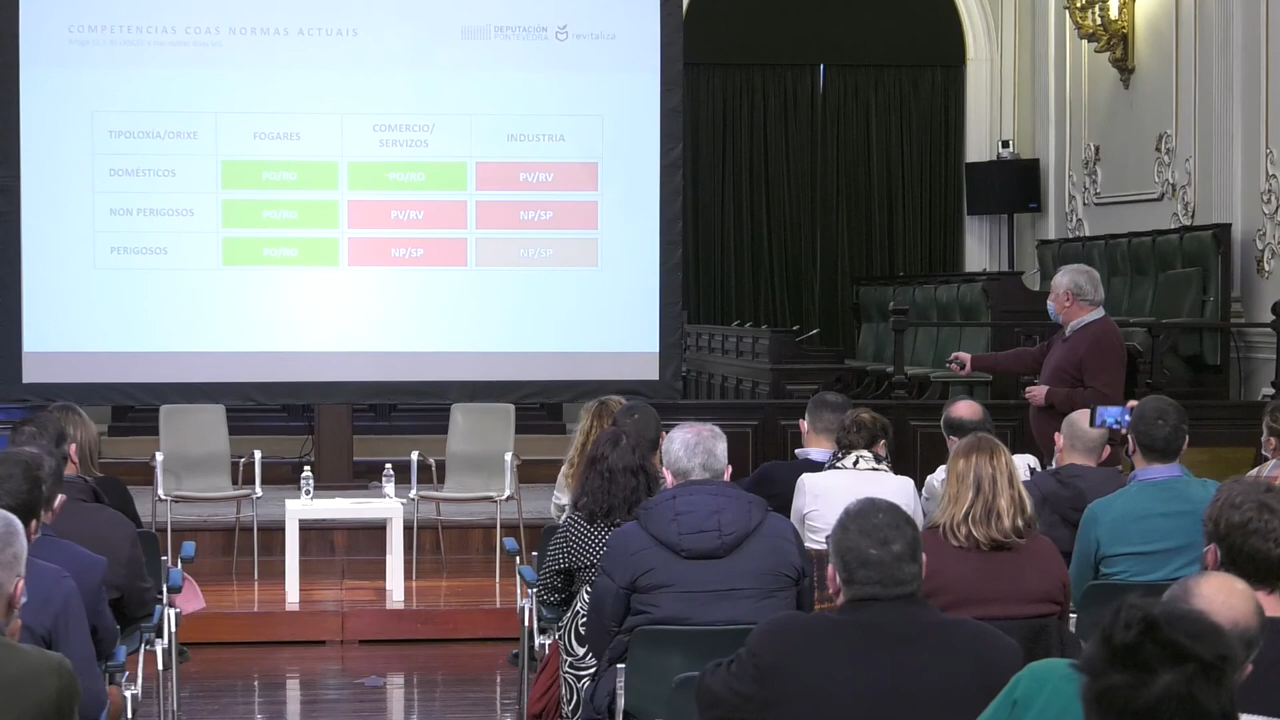 COMPETENCIAS COAS NORMAS ACTUAIS
DEPUTACIÓN
PONTEVEDRA
revitaliza
TIPOLOXÍA/ORIXE FOGARES COMERCIO/
SERVIZOS INDUSTRIA
DOMÉSTICOS PO/RO PO/RO PV/RV
NON PERIGOSOS PO/RO PV/RV NP/SP
PERIGOSOS PO/RO NP/SP NP/SP